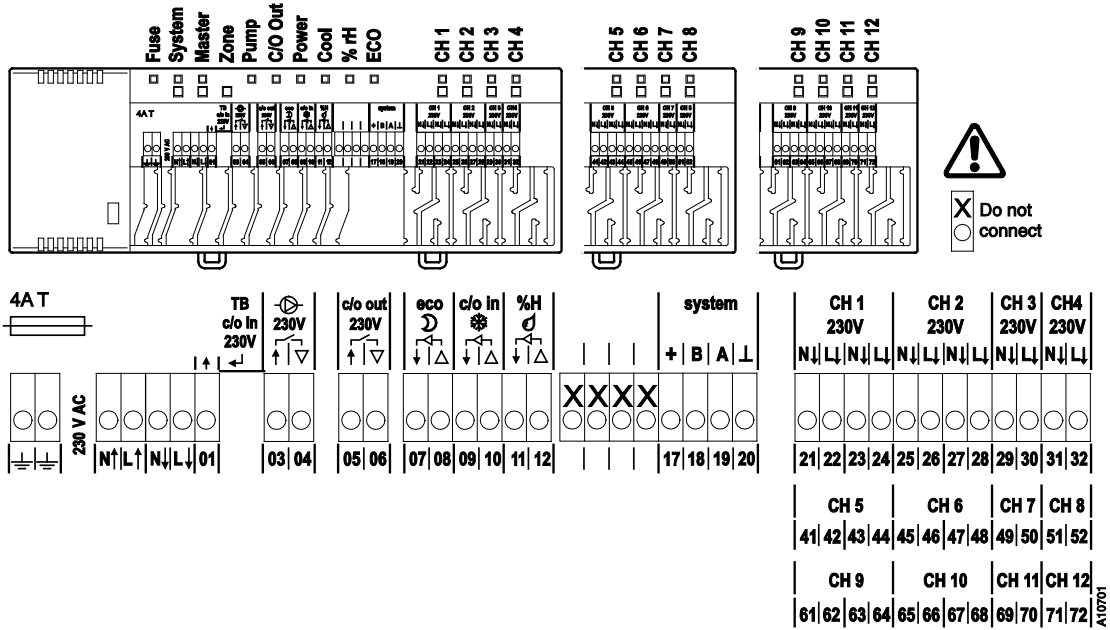 Fuse
System
Master
Zone
Pump
C/O Out
Power
Cool
% rH
ECO
CH 1
CH 2
CH 3
CH 4
CH 5
CH 6
CH 7
CH 8
CH 9
CH 10
CH 11
CH 12
4A T
X Do not
connect
4A T
TB
c/o in
230V
230V
c/o out
230V
eco
c/o in
%H
system
CH 1
230V
CH 2
230V
CH 3
230V
CH4
230V
+ B A ⊥
N↓ L↓ N↓ L↓ N↓ L↓ N↓ L↓ N↓ L↓ N↓ L↓
X X X X
230 V AC
N↑ L↑ N↓ L↓ 01 03 04 05 06 07 08 09 10 11 12 17 18 19 20 21 22 23 24 25 26 27 28 29 30 31 32
CH 5 CH 6 CH 7 CH 8
41 42 43 44 45 46 47 48 49 50 51 52
CH 9 CH 10 CH 11 CH 12
61 62 63 64 65 66 67 68 69 70 71 72
A10701